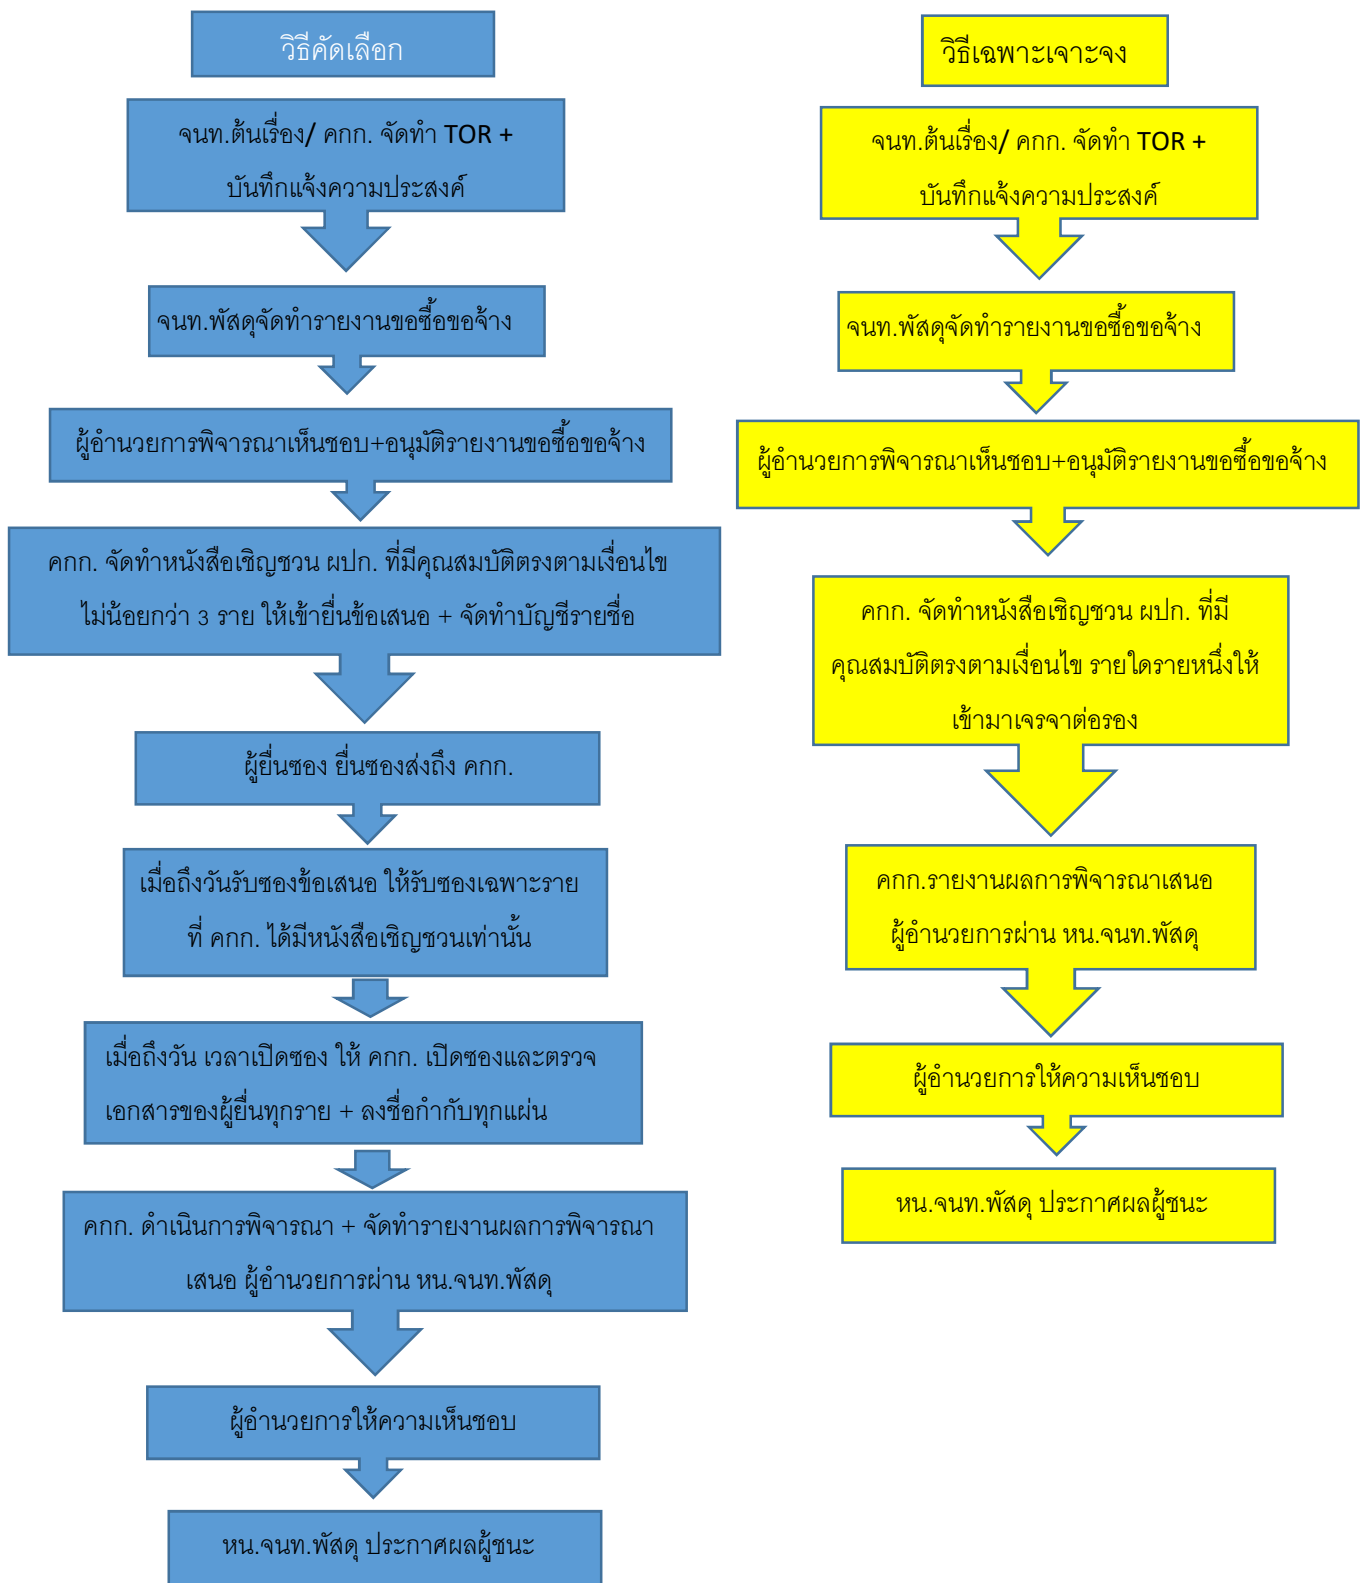 วิธีคัดเลือก
จนท.ต้นเรื่อง/ คกก. จัดทำ TOR +
บันทึกแจ้งความประสงค์
จนท.พัสดุจัดทำรายงานขอซื้อขอจ้าง
ผู้อำนวยการพิจารณาเห็นชอบ+อนุมัติรายงานขอซื้อขอจ้าง
คกก. จัดทำหนังสือเชิญชวน ผปก. ที่มีคุณสมบัติตรงตามเงื่อนไข
ไม่น้อยกว่า 3 ราย ให้เข้ายื่นข้อเสนอ + จัดทำบัญชีรายชื่อ
ผู้ยื่นซอง ยื่นซองส่งถึง คกก.
เมื่อถึงวันรับซองข้อเสนอ ให้รับซองเฉพาะราย
ที่ คกก. ได้มีหนังสือเชิญชวนเท่านั้น
เมื่อถึงวัน เวลาเปิดซอง ให้ คกก. เปิดซองและตรวจ
เอกสารของผู้ยื่นทุกราย + ลงชื่อกำกับทุกแผ่น
คกก. ดำเนินการพิจารณา + จัดทำรายงานผลการพิจารณา
เสนอ ผู้อำนวยการผ่าน หน.จนท.พัสดุ
ผู้อำนวยการให้ความเห็นชอบ
หน.จนท.พัสดุ ประกาศผลผู้ชนะ
วิธีเฉพาะเจาะจง
จนท.ต้นเรื่อง/ คกก. จัดทำ TOR +
บันทึกแจ้งความประสงค์
จนท.พัสดุจัดทำรายงานขอซื้อขอจ้าง
ผู้อำนวยการพิจารณาเห็นชอบ+อนุมัติรายงานขอซื้อขอจ้าง
คกก. จัดทำหนังสือเชิญชวน ผปก. ที่มี
คุณสมบัติตรงตามเงื่อนไข รายใดรายหนึ่งให้
เข้ามาเจรจาต่อรอง
คกก.รายงานผลการพิจารณาเสนอ
ผู้อำนวยการผ่าน หน.จนท.พัสดุ
ผู้อำนวยการให้ความเห็นชอบ
หน.จนท.พัสดุ ประกาศผลผู้ชนะ